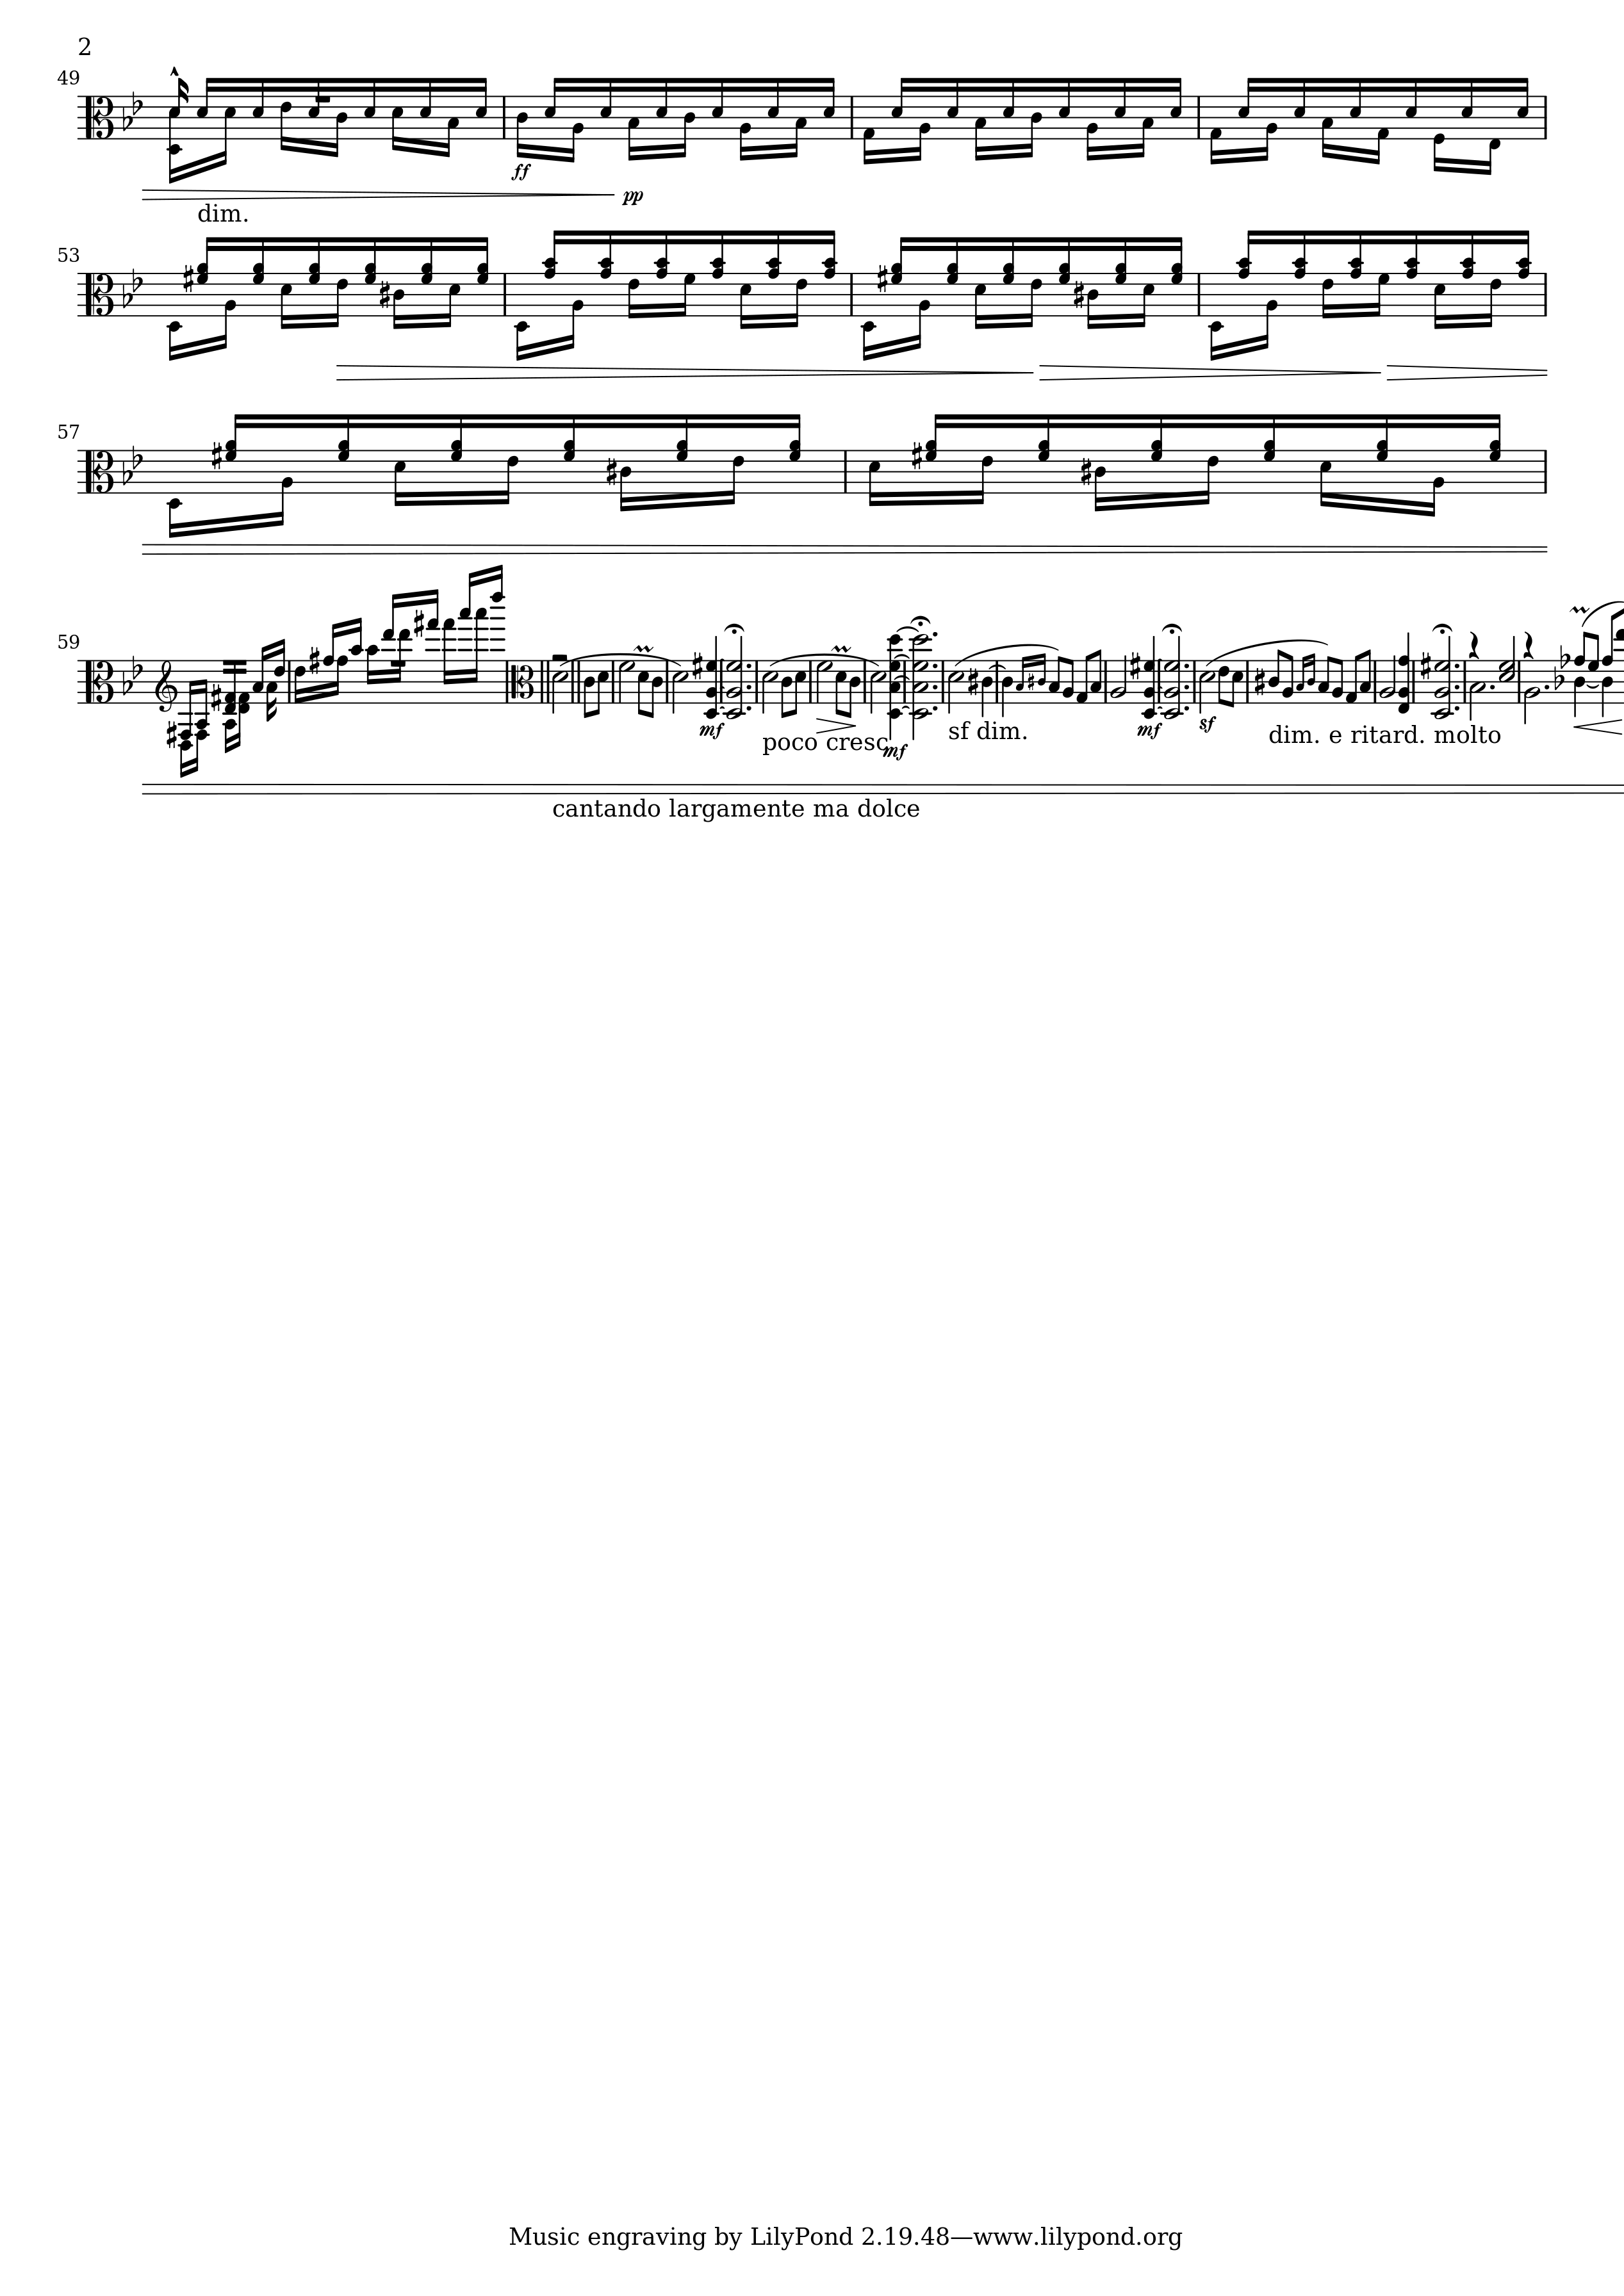 2
49
ff
pp
dim.
53
57
59
mf
poco cresc
mf
sf dim.
mf
sf
dim. e ritard. molto
cantando largamente ma dolce
Music engraving by LilyPond 2.19.48—www.lilypond.org